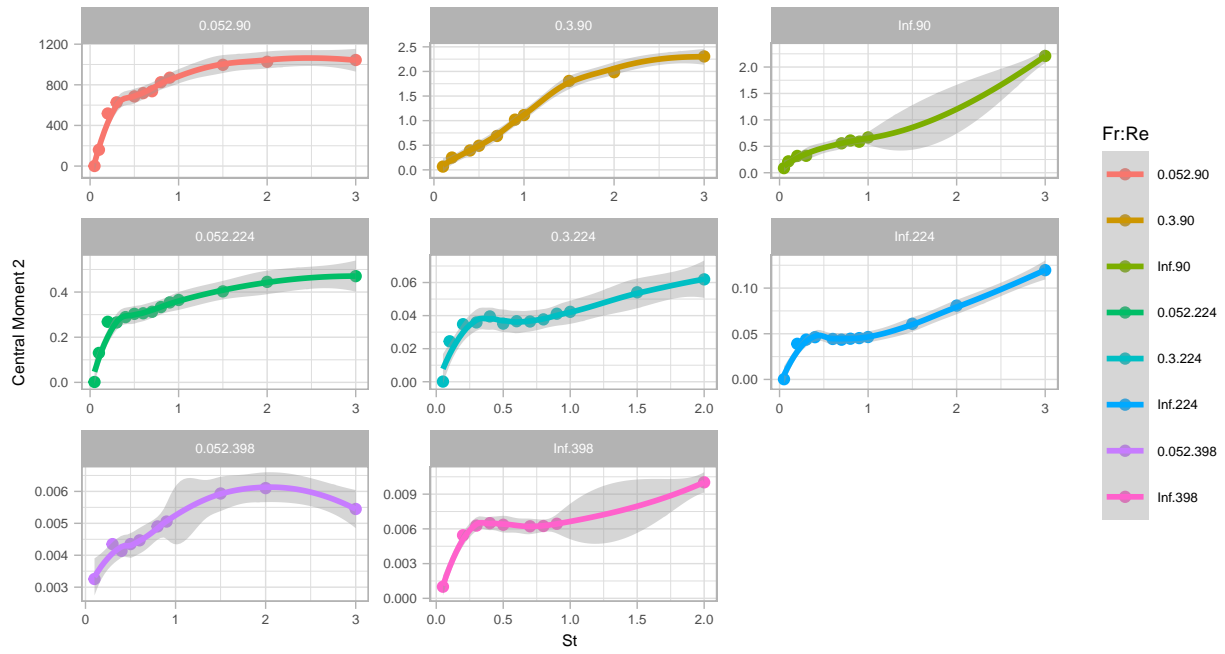 0.052.90 0.3.90 Inf.90
1200
800
400
0
0 1 2 3
2.5
2.0
1.5
1.0
0.5
0.0
0 1 2 3
2.0
1.5
1.0
0.5
0.0
0 1 2 3
0.052.224 0.3.224 Inf.224
0.4
0.2
0.0
0 1 2 3
0.06
0.04
0.02
0.00
0.0 0.5 1.0 1.5 2.0
0.10
0.05
0.00
0 1 2 3
0.052.398 Inf.398
0.006
0.005
0.004
0.003
0 1 2 3
0.009
0.006
0.003
0.000
0.0 0.5 1.0 1.5 2.0
Central Moment 2
St
Fr:Re
0.052.90
0.3.90
Inf.90
0.052.224
0.3.224
Inf.224
0.052.398
Inf.398